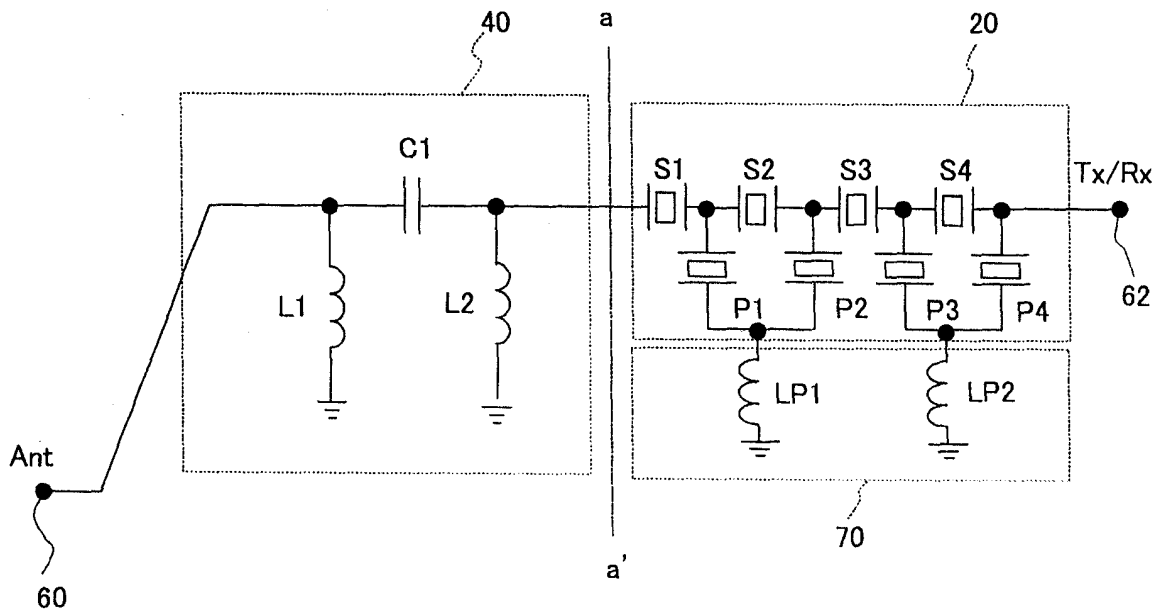 40
a
20
C1
S1 S2 S3 S4 Tx/Rx
L1 L2
P1 P2 P3 P4
62
LP1 LP2
Ant
70
a'
60